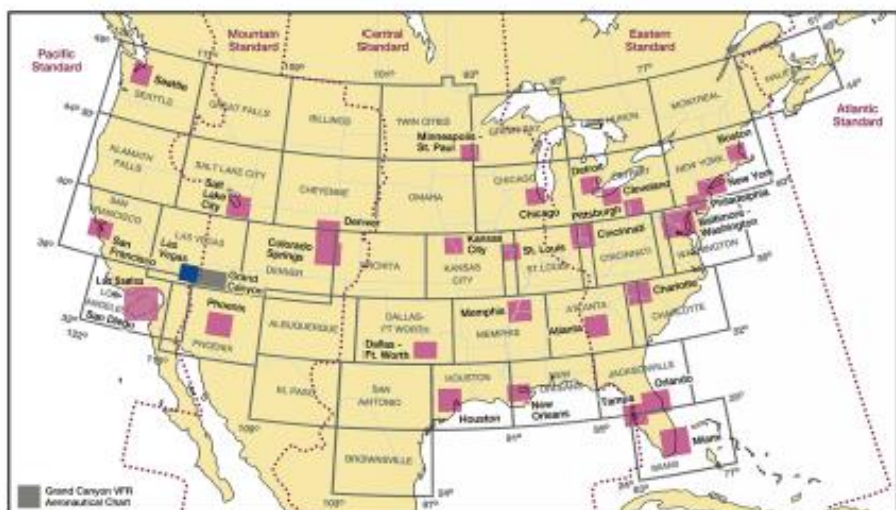 Pacific
Standard
Mountain
Standard
Central
Standard
Eastern
Standard
Atlantic
Standard
Seattle
SEATTLE
GREAT FALLS
BILLINGS
TWIN CITIES
Minneapolis -
St. Paul
GREEN BAY
LAKE HURON
MONTREAL
HALIFAX
KLAMATH
FALLS
SALT LAKE CITY
Salt
Lake
City
CHEYENNE
OMAHA
CHICAGO
Chicago
Detroit
DETROIT
Cleveland
Pittsburgh
NEW YORK
Boston
New York
Philadelphia
Baltimore -
Washington
WASHINGTON
SAN
FRANCISCO
San
Francisco
LAS VEGAS
Las
Vegas
Grand
Canyon
Colorado
Springs
Denver
DENVER
WICHITA
Kansas
City
KANSAS
CITY
St. Louis
ST. LOUIS
Cincinnati
CINCINNATI
LOS
ANGELES
San Diego
Phoenix
PHOENIX
ALBUQUERQUE
DALLAS-
FT WORTH
Dallas -
Ft. Worth
Memphis
MEMPHIS
ATLANTA
Atlanta
Charlotte
CHARLOTTE
EL PASO
SAN
ANTONIO
HOUSTON
Houston
NEW
ORLEANS
New
Orleans
JACKSONVILLE
Tampa
Orlando
Miami
MIAMI
BROWNSVILLE
Grand Canyon VFR
Aeronautical Chart